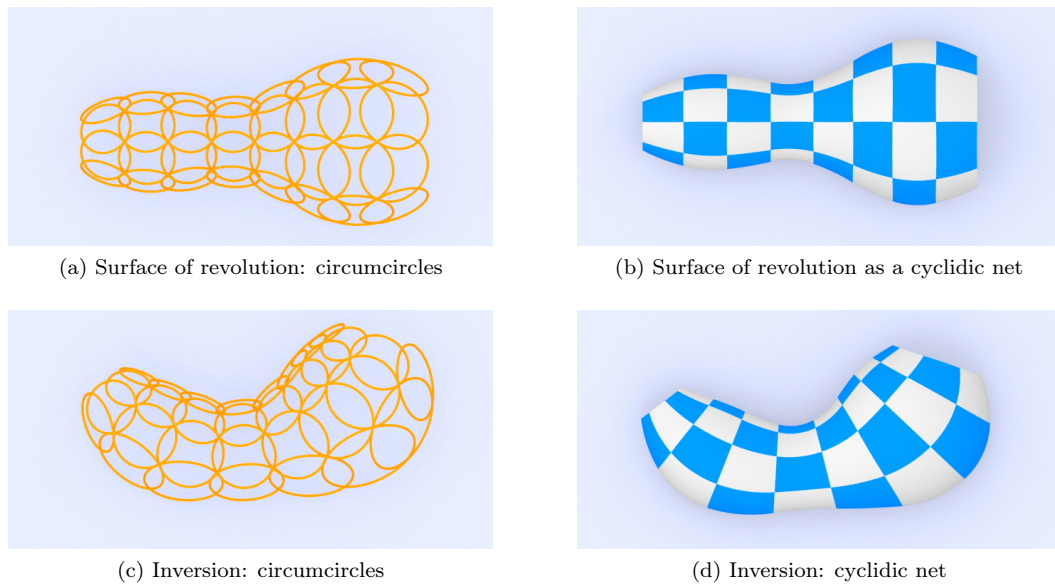 (a) Surface of revolution: circumcircles
(b) Surface of revolution as a cyclidic net
(c) Inversion: circumcircles
(d) Inversion: cyclidic net